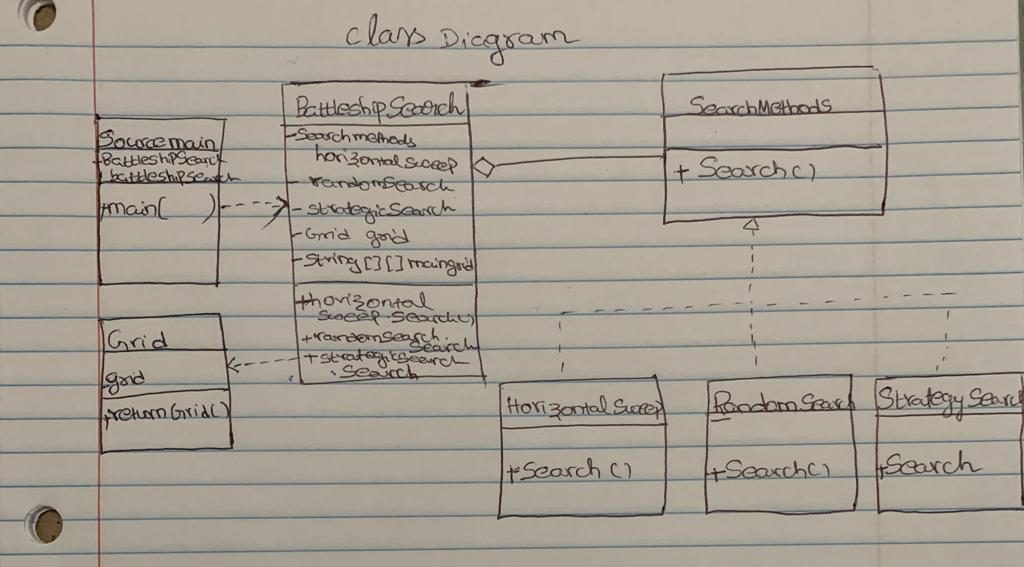 Class Diagram
Sourcemain
BattleshipSearch
battleshipsearch
+main( )
BattleshipSearch
-Searchmethods
horizontalsweep
- randomSearch
- strategicSearch
- Grid grid
- String[][] maingrid
+horizontal
sweep.search()
+randomsearch.
search
+strategicsearch
.search
SearchMethods
+ Search()
Grid
grid
+returnGrid()
HorizontalSweep
+Search()
RandomSearch
+Search()
StrategySearch
+Search